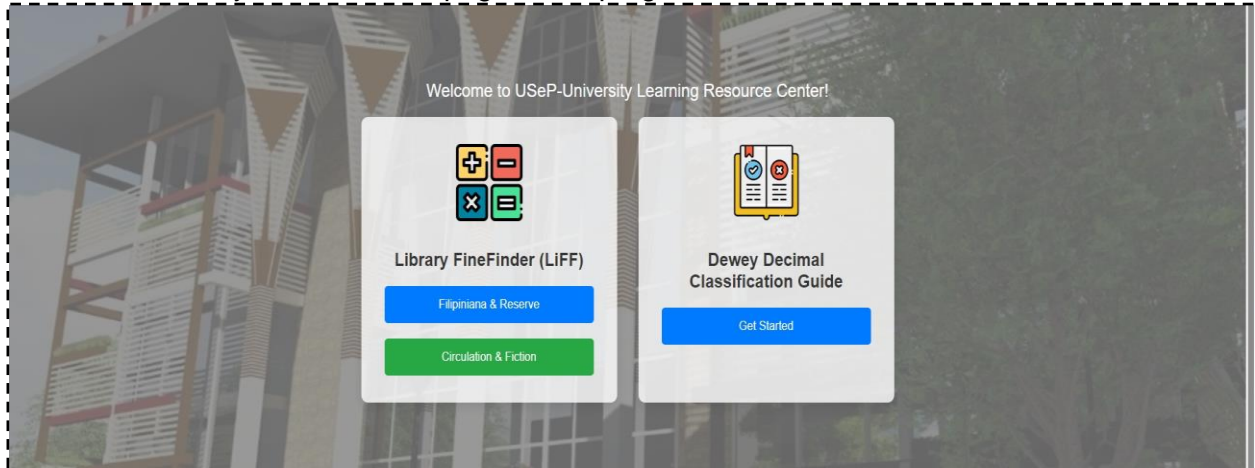 Welcome to USeP-University Learning Resource Center!
Library FineFinder (LiFF)
Filipiniana & Reserve
Circulation & Fiction
Dewey Decimal
Classification Guide
Get Started